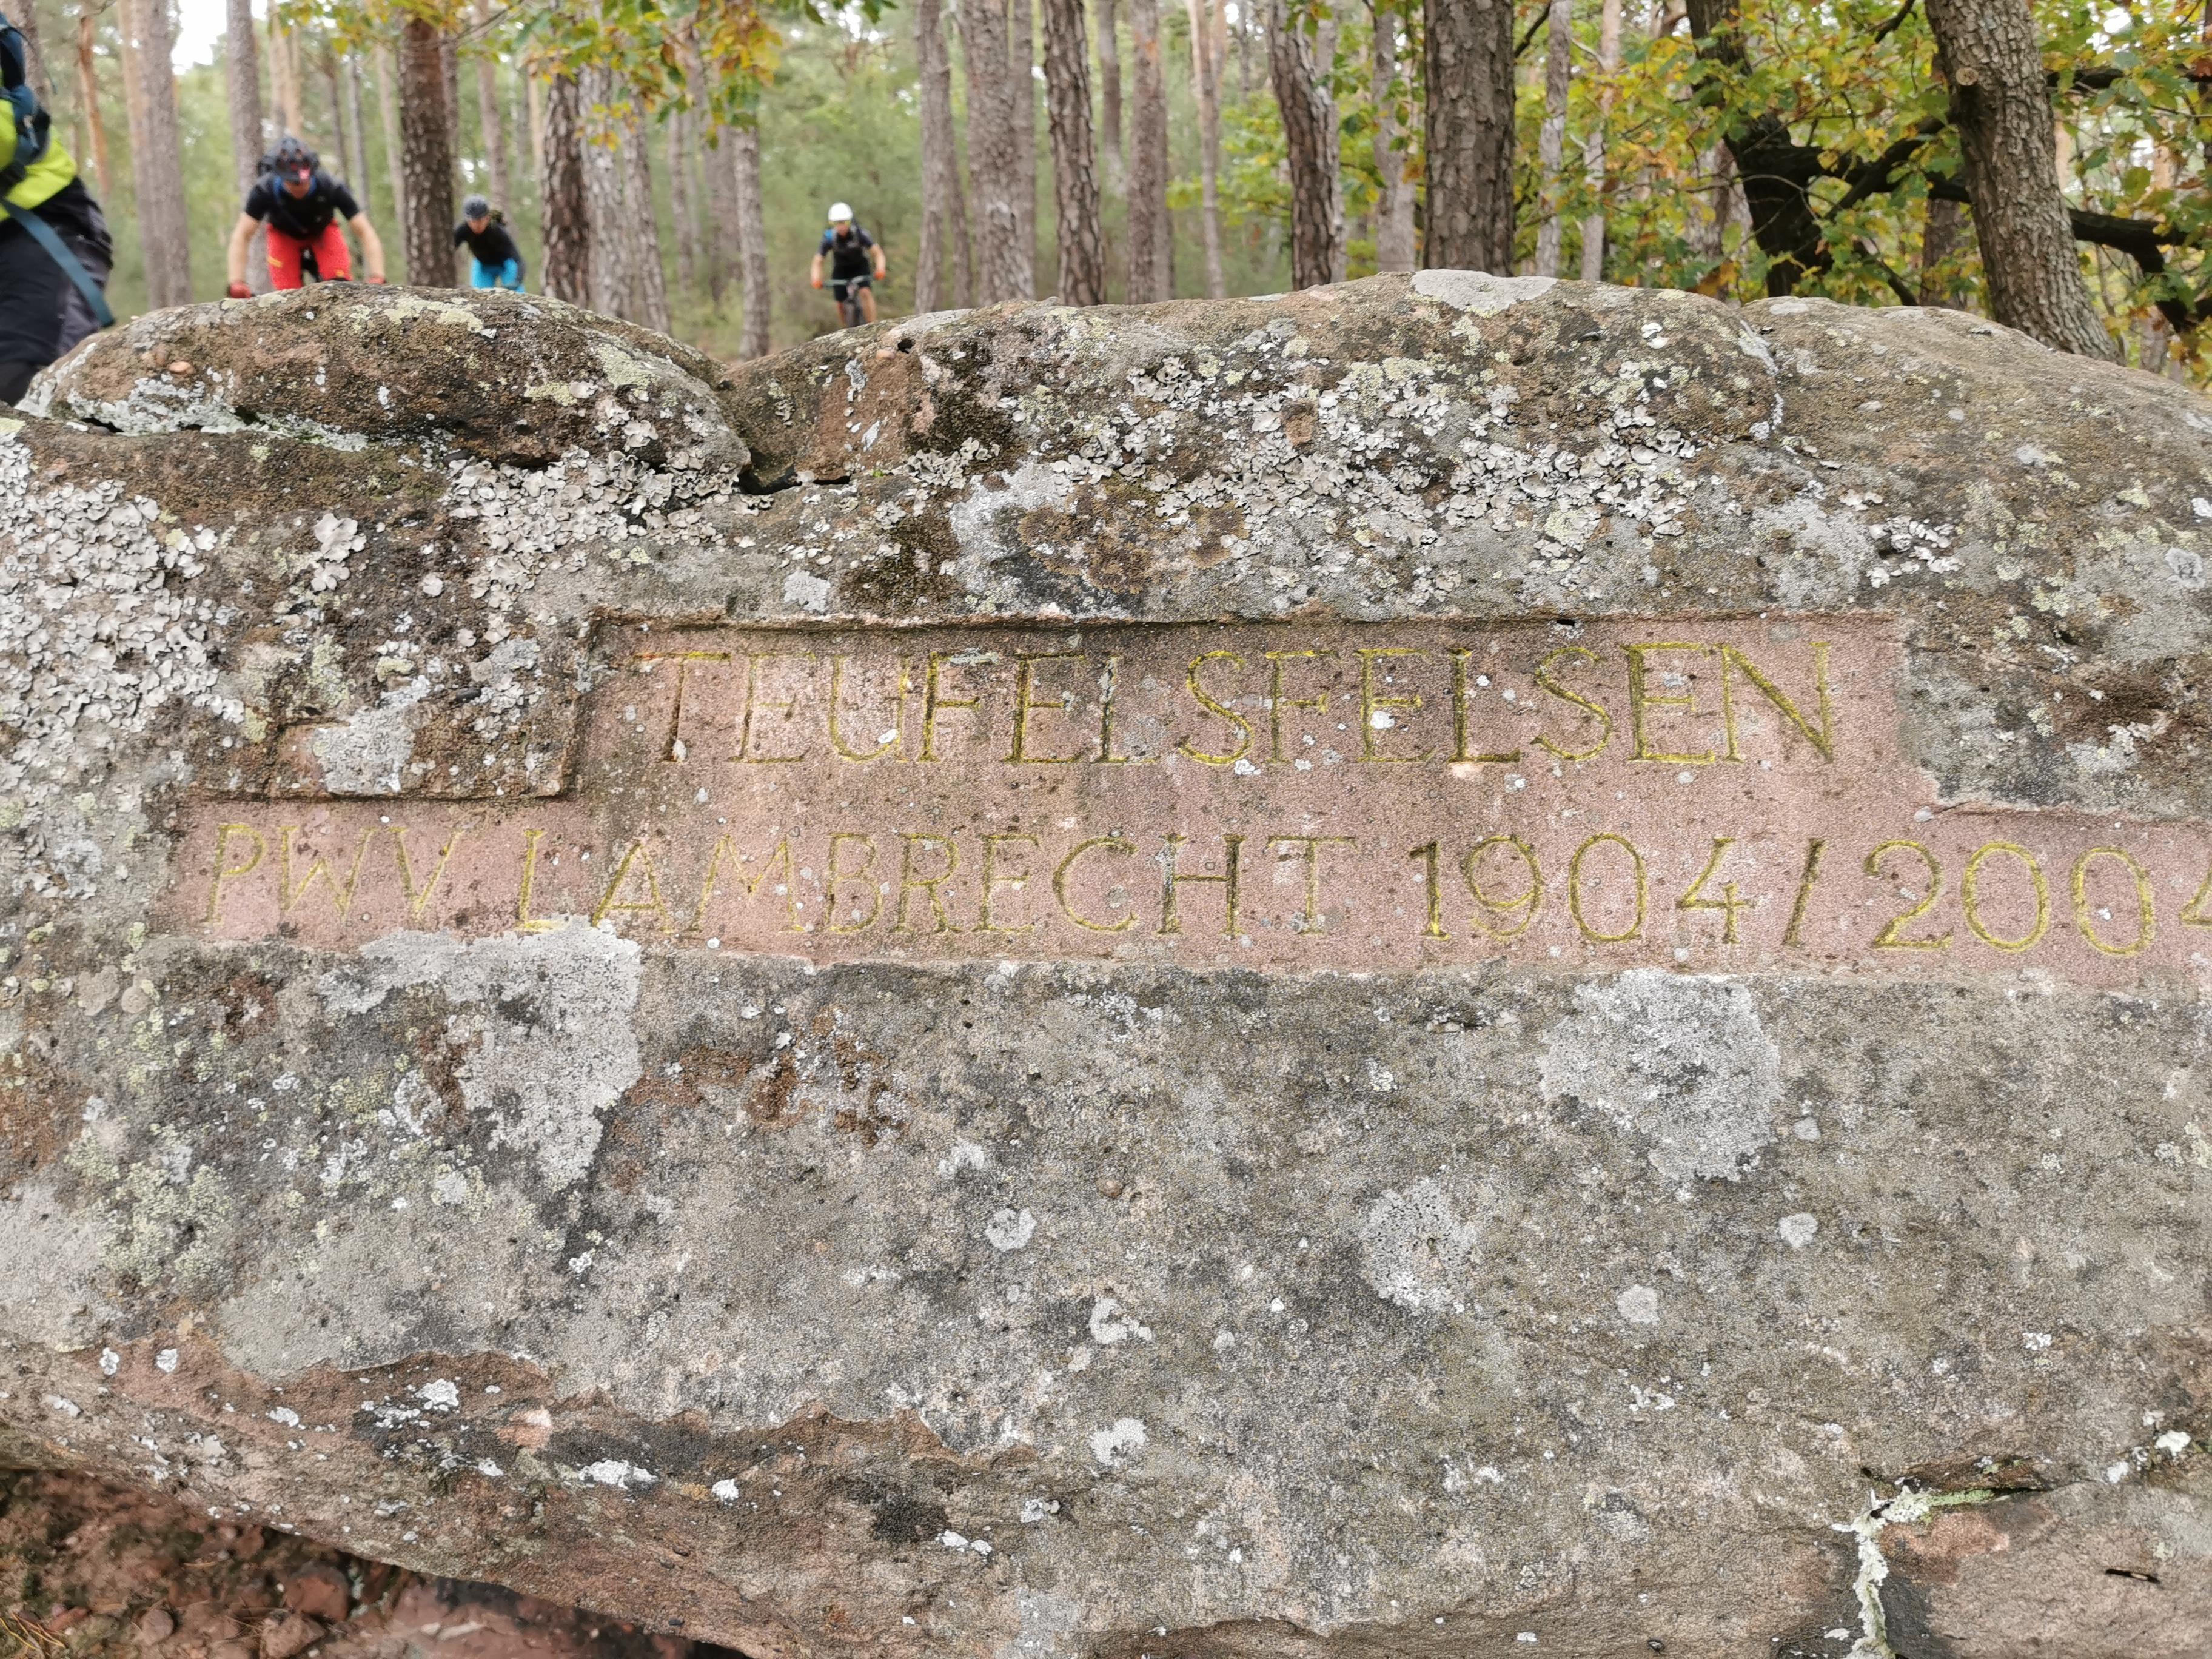 TEUFELSFELSEN
PWV LAMBRECHT 1904/2004